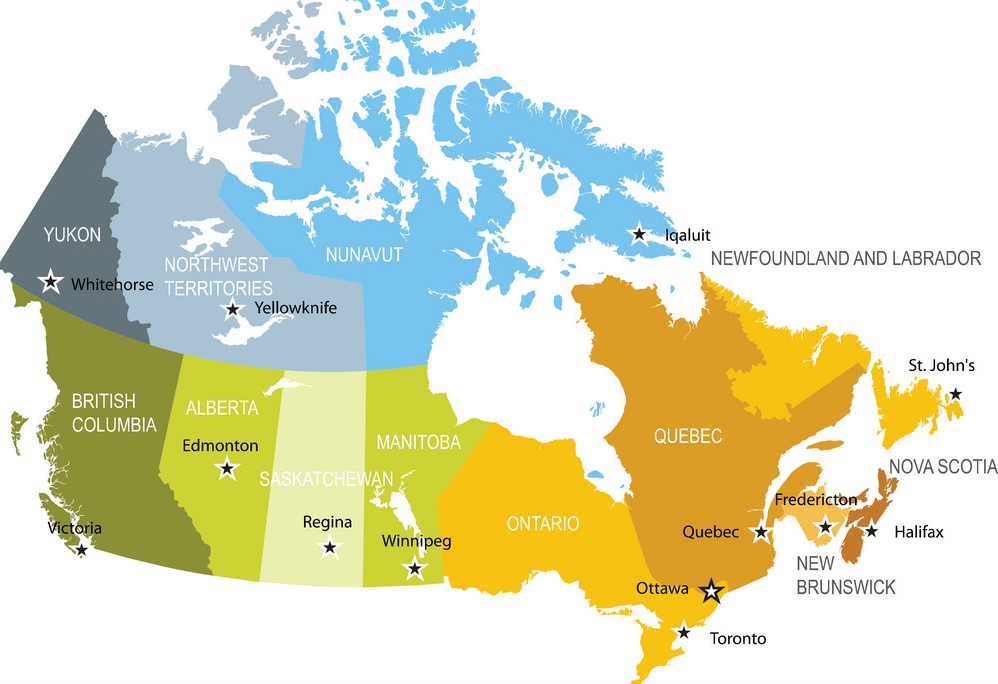 Iqaluit
YUKON
NUNAVUT
NEWFOUNDLAND AND LABRADOR
NORTHWEST
TERRITORIES
Whitehorse
Yellowknife
St. John's
BRITISH
COLUMBIA
ALBERTA
QUEBEC
MANITOBA
Edmonton
NOVA SCOTIA
SASKATCHEWAN
Fredericton
Regina
ONTARIO
Victoria
Quebec
Halifax
Winnipeg
NEW
BRUNSWICK
Ottawa
Toronto